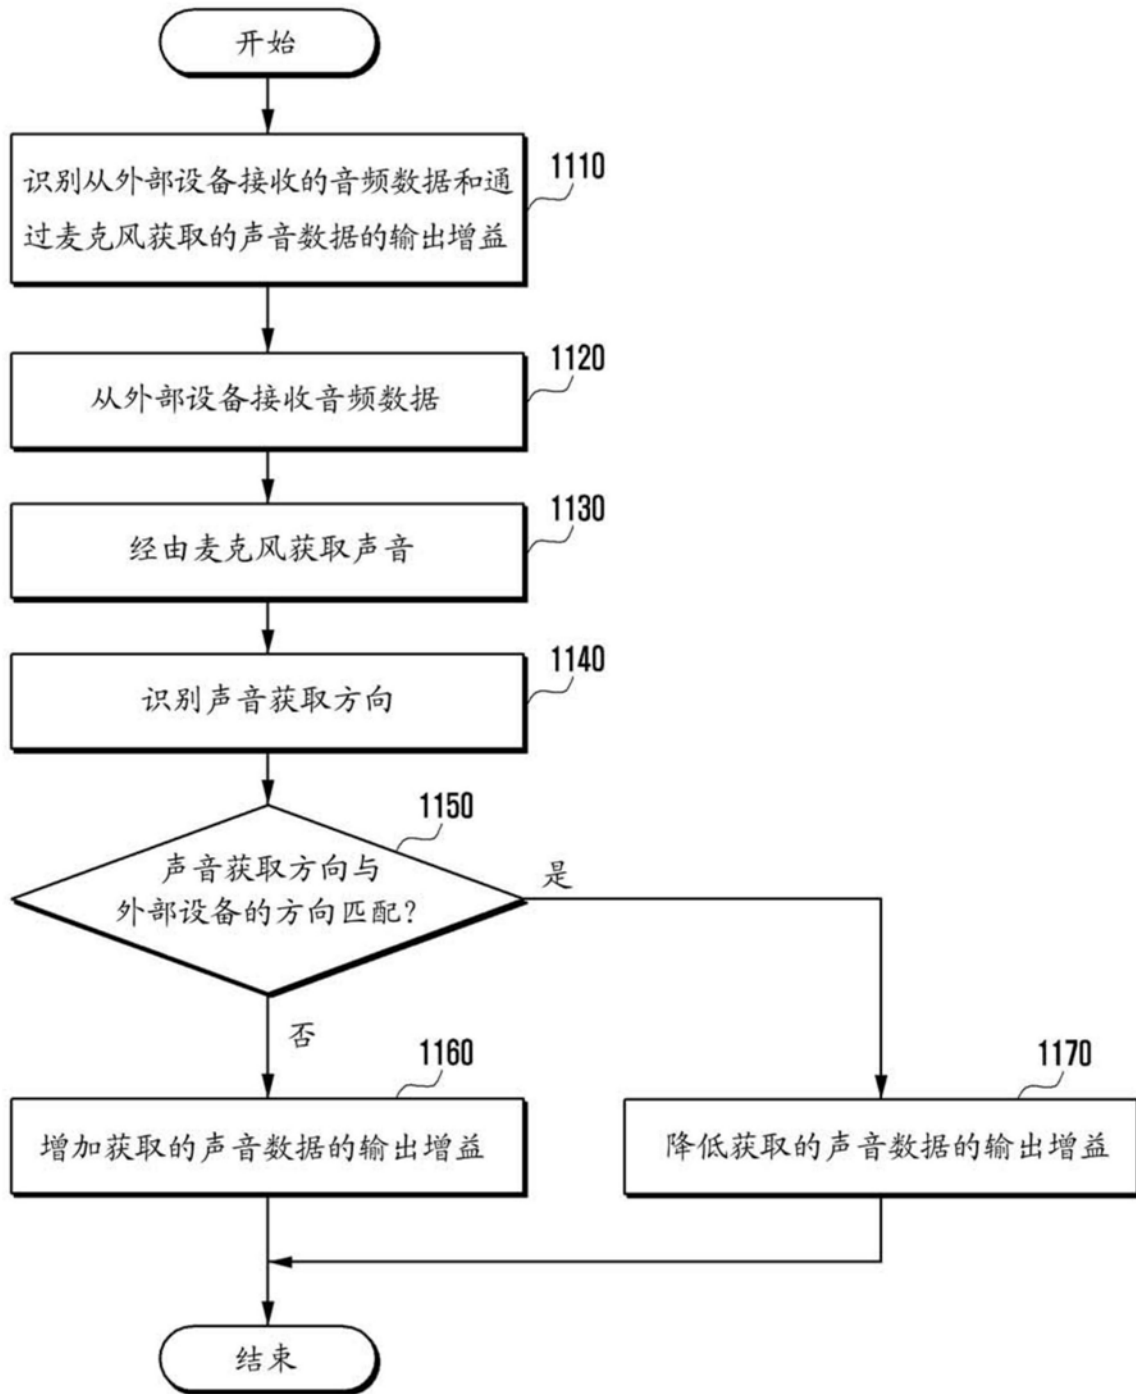 开始
1110
识别从外部设备接收的音频数据和通
过麦克风获取的声音数据的输出增益
1120
从外部设备接收音频数据
1130
经由麦克风获取声音
1140
识别声音获取方向
1150
声音获取方向与
外部设备的方向匹配？
是
否
1160
增加获取的声音数据的输出增益
1170
降低获取的声音数据的输出增益
结束